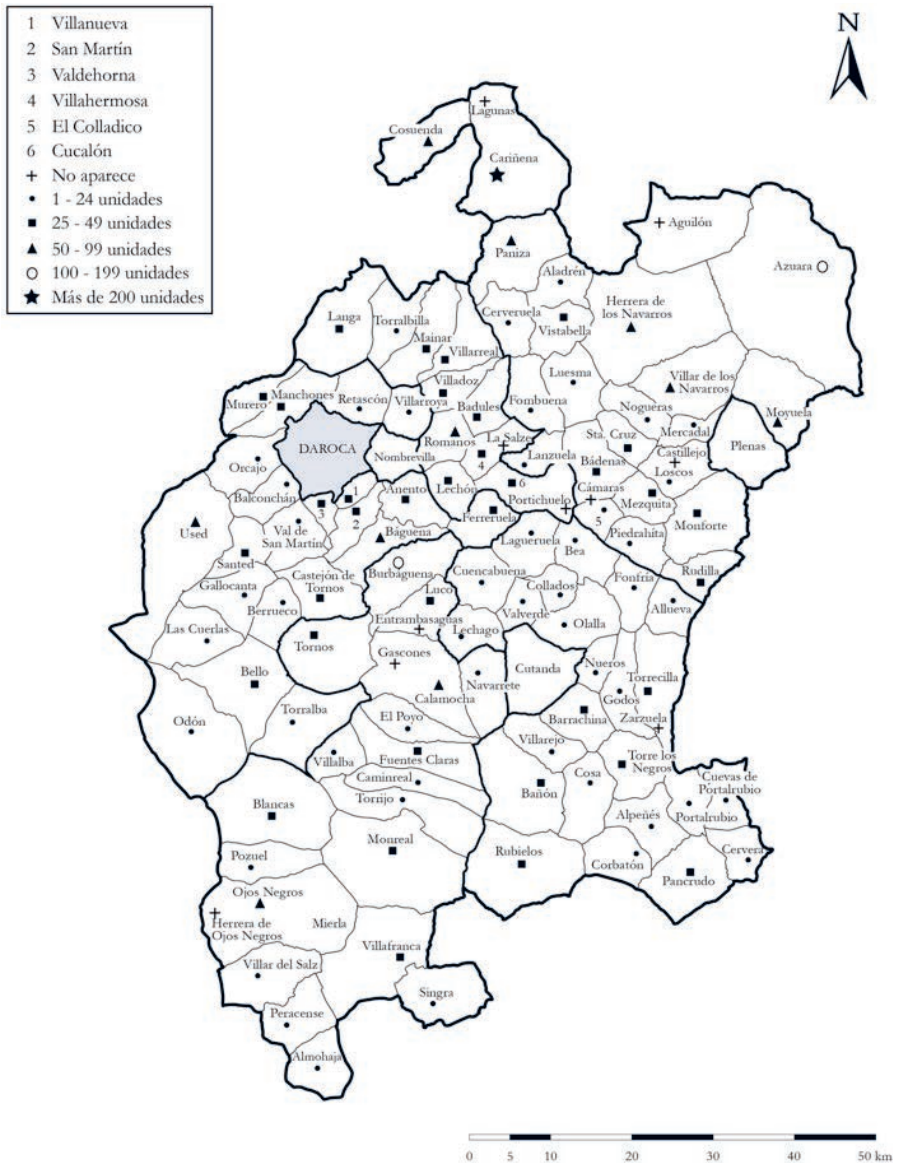 1 Villanueva
2 San Martín
3 Valdehorna
4 Villahermosa
5 El Colladico
6 Cucalón
No aparece
1 - 24 unidades
25 - 49 unidades
50 - 99 unidades
100 - 199 unidades
Más de 200 unidades
N
Lagunas
Cosuenda
Cariñena
Aguilón
Paniza
Azuara
Aladrén
Herrera de
los Navarros
Langa
Torralbilla
Cerveruela
Vistabella
Mainar
Villarreal
Villadoz
Luesma
Villar de los
Navarros
Murero
Manchones
Retascón
Villarroya
Badules
Fombuena
Nogueras
Moyuela
Mercadal
Romanos
La Salze
Sta. Cruz
Plenas
DAROCA
Nombrevilla
4
Lanzuela
Castillejo
Orcajo
Bádenas
Loscos
Balconchán
1
Anento
Lechón
6
Cámaras
Portichuelo
Mezquita
3
2
Ferreruela
5
Monforte
Used
Val de
San Martín
Báguena
Lagueruela
Bea
Piedrahíta
Santed
Burbáguena
Gallocanta
Castejón de
Tornos
Cuencabuena
Collados
Fonfría
Rudilla
Berrueco
Luco
Valverde
Allueva
Las Cuerlas
Entrambasaguas
Lechago
Olalla
Tornos
Gascones
Cutanda
Nueros
Bello
Navarrete
Torrecilla
Godos
Calamocha
Odón
Torralba
Barrachina
Zarzuela
El Poyo
Villarejo
Villalba
Fuentes Claras
Torre los
Negros
Caminreal
Bañón
Cosa
Cuevas de
Portalrubio
Torrijo
Blancas
Alpeñés
Portalrubio
Monreal
Pozuel
Rubielos
Corbatón
Cervera
Pancrudo
Ojos Negros
Herrera de
Ojos Negros
Mierla
Villafranca
Villar del Salz
Singra
Peracense
Almohaja
0 5 10 20 30 40 50 km